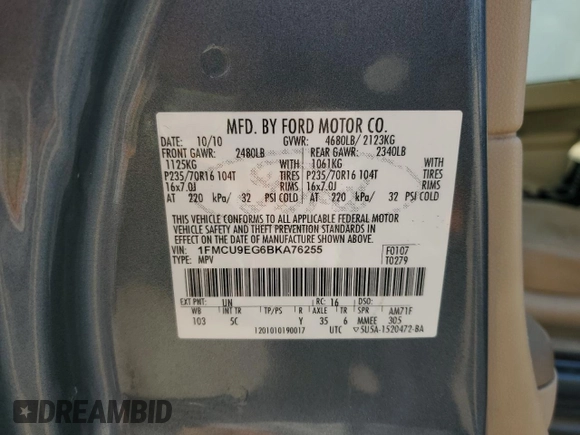 MFD. BY FORD MOTOR CO.
DATE: 10/10 GVWR: 4680LB/ 2123KG
FRONT GAWR: 2480LB REAR GAWR: 2340LB
1125KG WITH 1061KG WITH
P235/70R16 104T TIRES P235/70R16 104T TIRES
16x7.0J RIMS 16x7.0J RIMS
AT 220 kPa/ 32 PSI COLD AT 220 kPa/ 32 PSI COLD
THIS VEHICLE CONFORMS TO ALL APPLICABLE FEDERAL MOTOR
VEHICLE SAFETY AND THEFT PREVENTION STANDARDS IN EFFECT ON
THE DATE OF MANUFACTURE SHOWN ABOVE.
VIN: 1FMCU9EG6BKA76255 F0107
TYPE: MPV T0279
EXT PNT: UN RC: 16 DSO:
WB INT TR TP/PS R AXLE TR SPR AM71F
103 5C Y 35 6 MMEE 305
1201010190017 UTC ▽5U5A-1520472-BA
DREAMBID